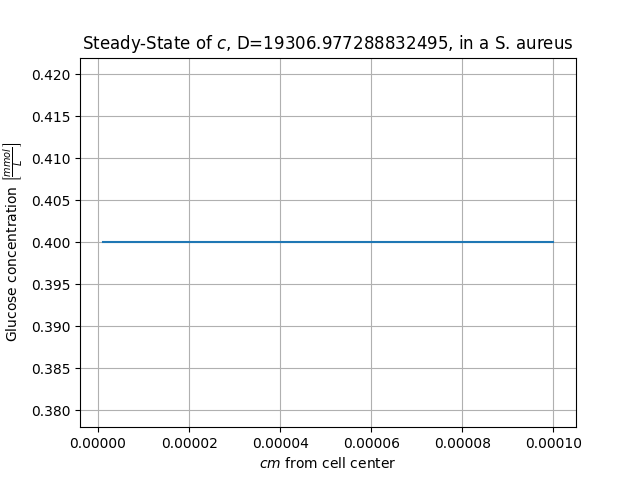 Steady-State of c, D=19306.977288832495, in a S. aureus
0.420
0.415
0.410
0.405
0.400
0.395
0.390
0.385
0.380
Glucose concentration [mmol/L]
0.00000 0.00002 0.00004 0.00006 0.00008 0.00010
cm from cell center